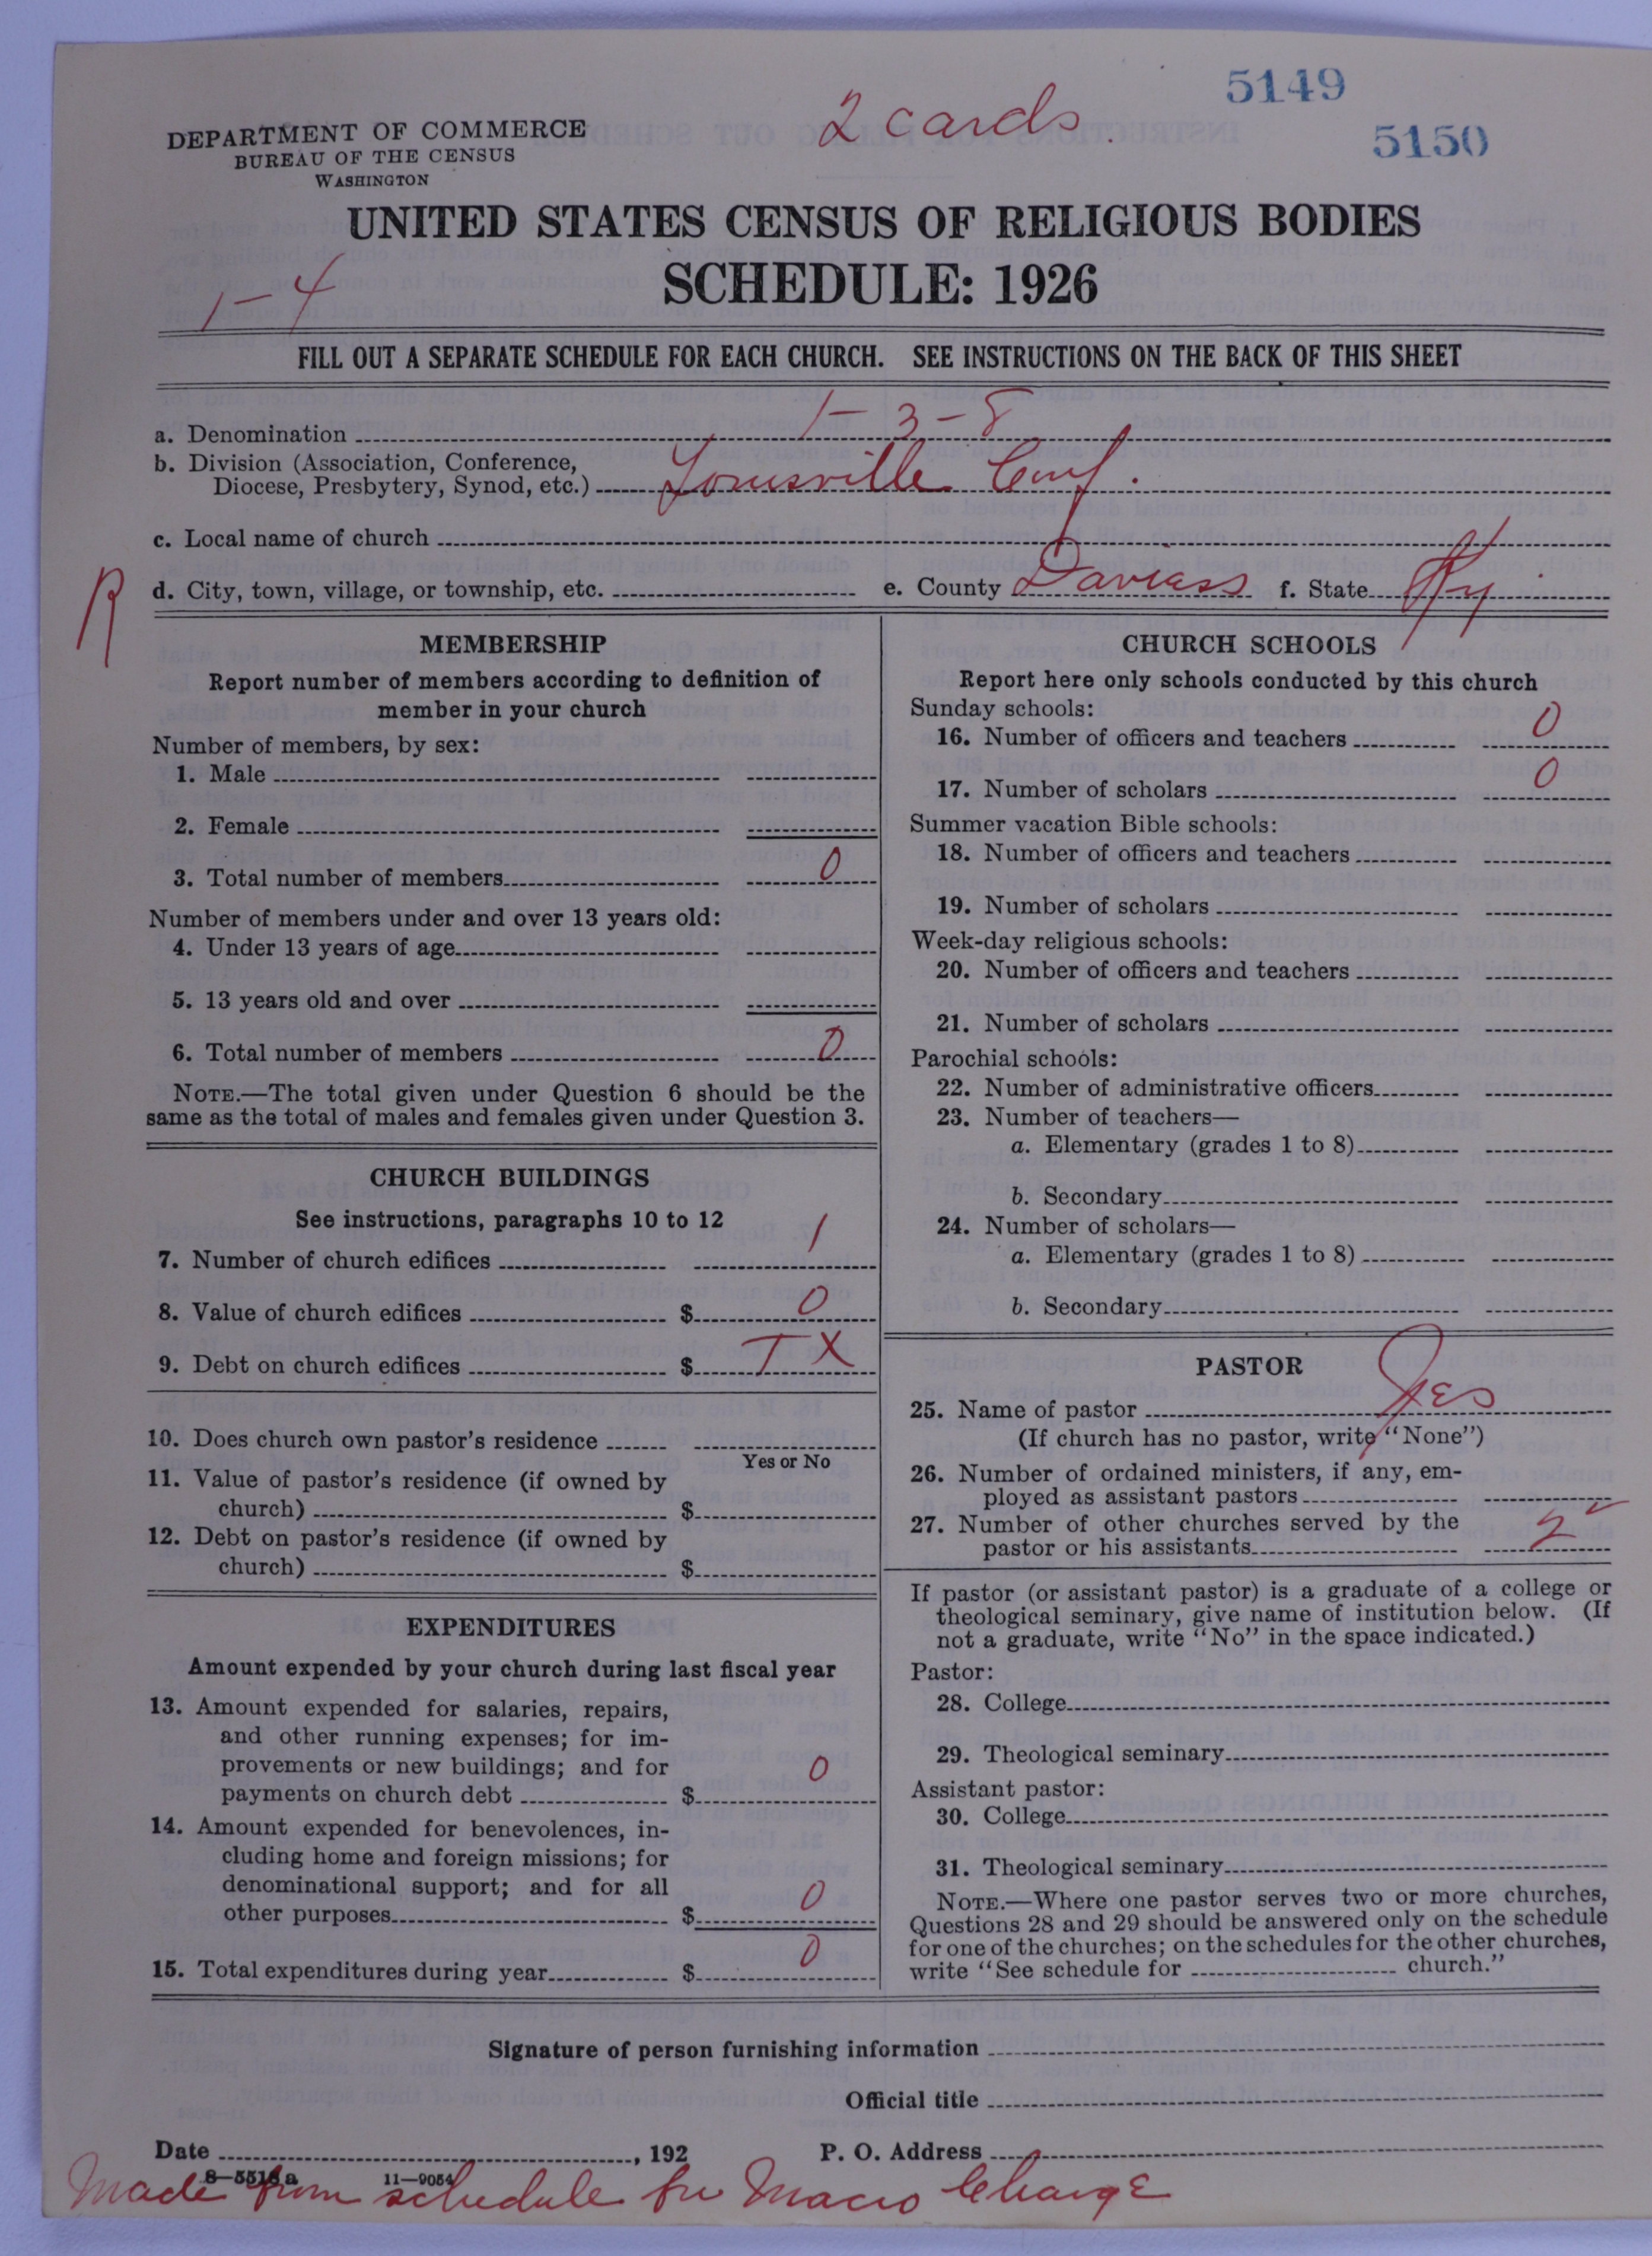 5149
2 cards.
5150
DEPARTMENT OF COMMERCE
BUREAU OF THE CENSUS
WASHINGTON
UNITED STATES CENSUS OF RELIGIOUS BODIES
SCHEDULE: 1926
1-4
FILL OUT A SEPARATE SCHEDULE FOR EACH CHURCH. SEE INSTRUCTIONS ON THE BACK OF THIS SHEET
a. Denomination 1-3-8
b. Division (Association, Conference,
Diocese, Presbytery, Synod, etc.) Louisville Conf.
c. Local name of church
R
d. City, town, village, or township, etc. e. County Daviess f. State Ky
MEMBERSHIP
Report number of members according to definition of
member in your church
Number of members, by sex:
1. Male
2. Female
3. Total number of members 0
Number of members under and over 13 years old:
4. Under 13 years of age
5. 13 years old and over
6. Total number of members 0
NOTE.—The total given under Question 6 should be the
same as the total of males and females given under Question 3.
CHURCH BUILDINGS
See instructions, paragraphs 10 to 12
7. Number of church edifices 1
8. Value of church edifices $ 0
9. Debt on church edifices $ T X
10. Does church own pastor's residence
Yes or No
11. Value of pastor's residence (if owned by
church) $
12. Debt on pastor's residence (if owned by
church) $
EXPENDITURES
Amount expended by your church during last fiscal year
13. Amount expended for salaries, repairs,
and other running expenses; for im-
provements or new buildings; and for
payments on church debt $ 0
14. Amount expended for benevolences, in-
cluding home and foreign missions; for
denominational support; and for all
other purposes $ 0
15. Total expenditures during year $ 0
CHURCH SCHOOLS
Report here only schools conducted by this church
Sunday schools:
16. Number of officers and teachers 0
17. Number of scholars 0
Summer vacation Bible schools:
18. Number of officers and teachers
19. Number of scholars
Week-day religious schools:
20. Number of officers and teachers
21. Number of scholars
Parochial schools:
22. Number of administrative officers
23. Number of teachers—
a. Elementary (grades 1 to 8)
b. Secondary
24. Number of scholars—
a. Elementary (grades 1 to 8)
b. Secondary
PASTOR
25. Name of pastor Yes
(If church has no pastor, write "None")
26. Number of ordained ministers, if any, em-
ployed as assistant pastors
27. Number of other churches served by the
pastor or his assistants
If pastor (or assistant pastor) is a graduate of a college or
theological seminary, give name of institution below. (If
not a graduate, write "No" in the space indicated.)
Pastor:
28. College
29. Theological seminary
Assistant pastor:
30. College
31. Theological seminary
NOTE.—Where one pastor serves two or more churches,
Questions 28 and 29 should be answered only on the schedule
for one of the churches; on the schedules for the other churches,
write "See schedule for church."
Signature of person furnishing information
Official title
Date , 192 P. O. Address
8—5518 a 11—9054
Made from schedule for Maceo Charge